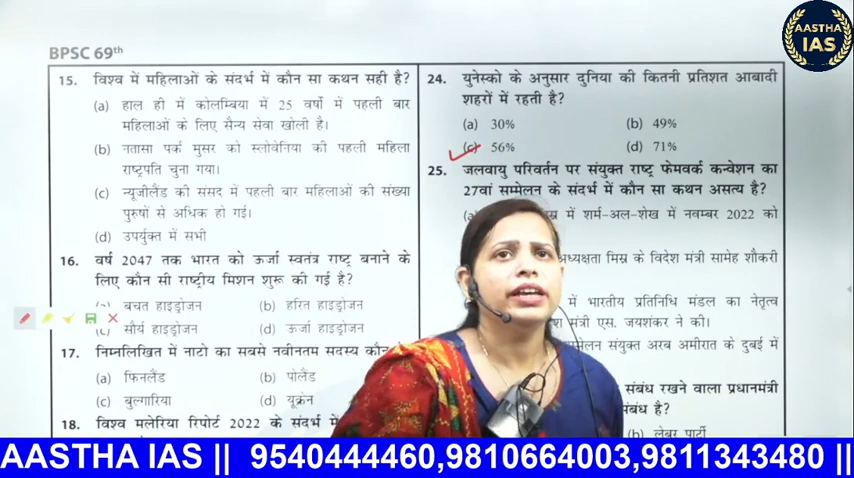 AASTHA
IAS
BPSC 69th
15. विश्व में महिलाओं के संदर्भ में कौन सा कथन सही है?
(a) हाल ही में कोलम्बिया में 25 वर्षो में पहली बार
महिलाओं के लिए सैन्य सेवा खोली है।
(b) नतासा पर्क मुसर को स्लोवेनिया की पहली महिला
राष्ट्रपति चुना गया।
(c) न्यूजीलैंड की संसद में पहली बार महिलाओं की संख्या
पुरुषों से अधिक हो गई।
(d) उपर्युक्त में सभी
16. वर्ष 2047 तक भारत को ऊर्जा स्वतंत्र राष्ट्र बनाने के
लिए कौन सी राष्ट्रीय मिशन शुरू की गई है?
बचत हाइड्रोजन (b) हरित हाइड्रोजन
(c) सौर्य हाइड्रोजन (d) ऊर्जा हाइड्रोजन
17. निम्नलिखित में नाटो का सबसे नवीनतम सदस्य
(a) फिनलैंड (b) पोलैंड
(c) बुल्गारिया (d) यूक्रेन
18. विश्व मलेरिया रिपोर्ट 2022 के संदर्भ में
24. युनेस्को के अनुसार दुनिया की कितनी प्रतिशत आबादी
शहरों में रहती है?
(a) 30% (b) 49%
(c) 56% (d) 71%
25. जलवायु परिवर्तन पर संयुक्त राष्ट्र फेमवर्क कन्वेशन का
27वां सम्मेलन के संदर्भ में कौन सा कथन असत्य है?
में शर्म-अल-शेख में नवम्बर 2022 को
अध्यक्षता मिस्र के विदेश मंत्री सामेह शौकरी
में भारतीय प्रतिनिधि मंडल का नेतृत्व
मंत्री एस. जयशंकर ने की।
संयुक्त अरब अमीरात के दुबई में
संबंध रखने वाला प्रधानमंत्री
है?
(b) लेबर पार्टी
AASTHA IAS || 9540444460,9810664003,9811343480 ||